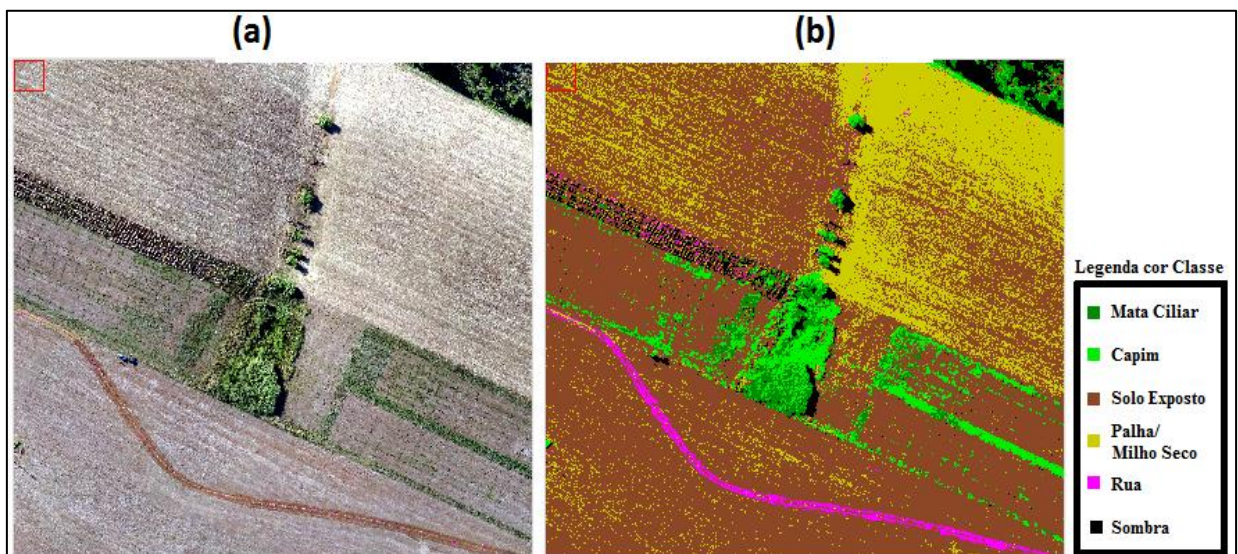 (a)
(b)
Legenda cor Classe
Mata Ciliar
Capim
Solo Exposto
Palha/
Milho Seco
Rua
Sombra